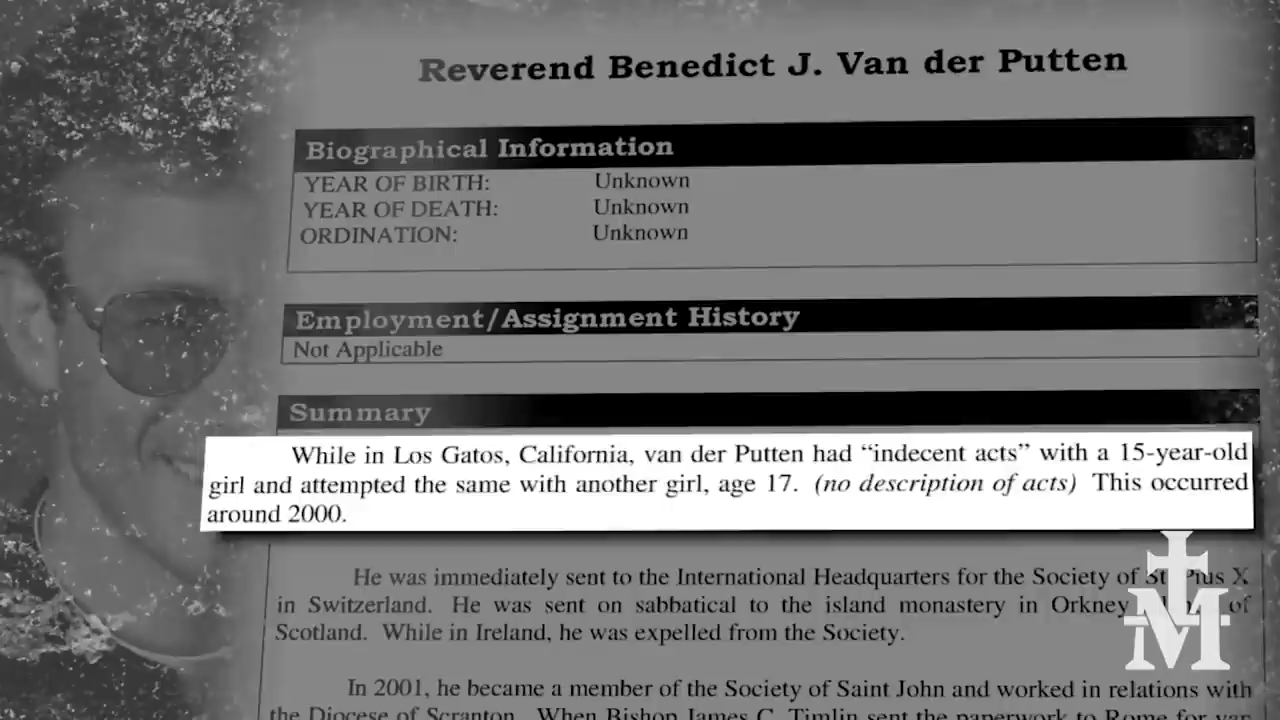 Reverend Benedict J. Van der Putten
Biographical Information
YEAR OF BIRTH: Unknown
YEAR OF DEATH: Unknown
ORDINATION: Unknown
Employment/Assignment History
Not Applicable
Summary
While in Los Gatos, California, van der Putten had “indecent acts” with a 15-year-old
girl and attempted the same with another girl, age 17. (no description of acts) This occurred
around 2000.
He was immediately sent to the International Headquarters for the Society of St. Pius X
in Switzerland. He was sent on sabbatical to the island monastery in Orkney of
Scotland. While in Ireland, he was expelled from the Society.
In 2001, he became a member of the Society of Saint John and worked in relations with
the Diocese of Scranton. When Bishop James C. Timlin sent the paperwork to Rome for
M